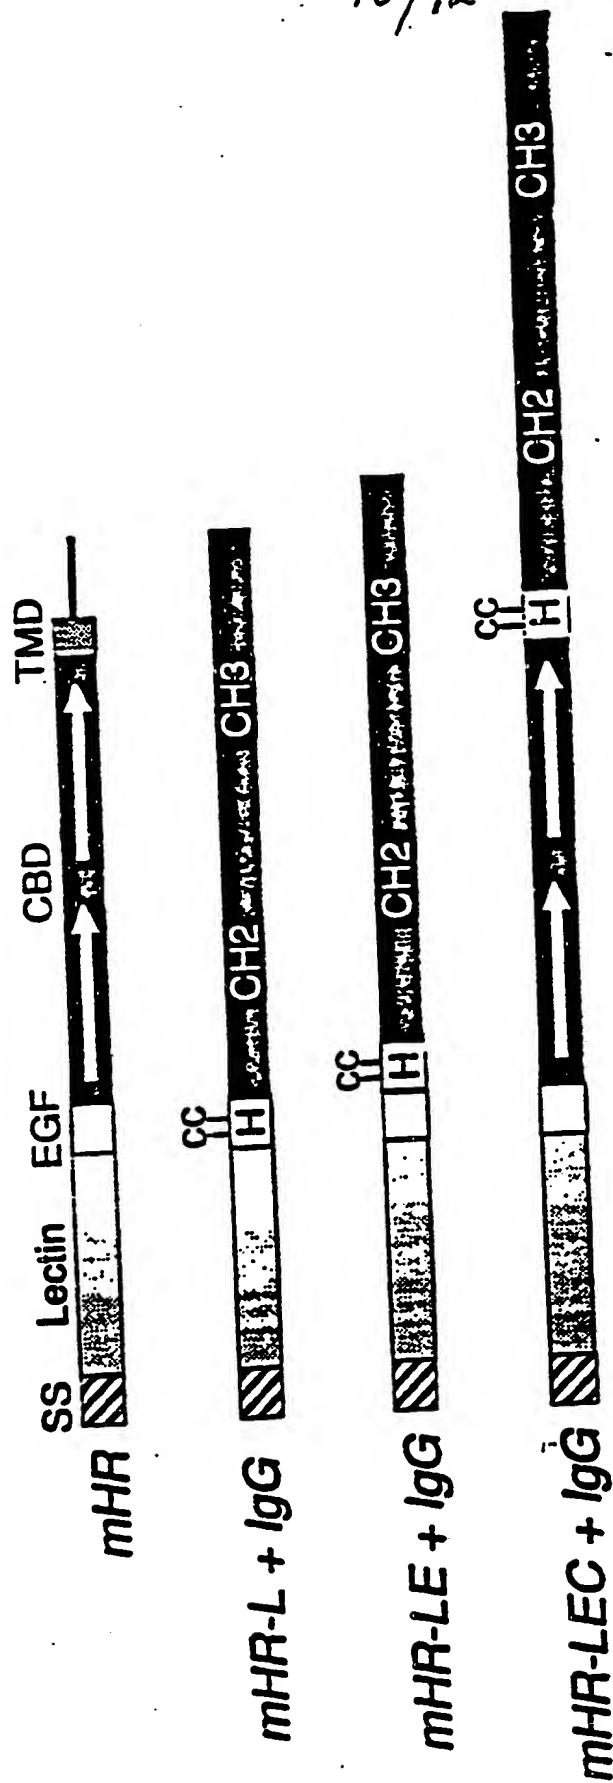 SS Lectin EGF CBD TMD
mHR
CC
mHR-L + IgG H CH2 CH3
CC
mHR-LE + IgG H CH2 CH3
CC
mHR-LEC + IgG H CH2 CH3